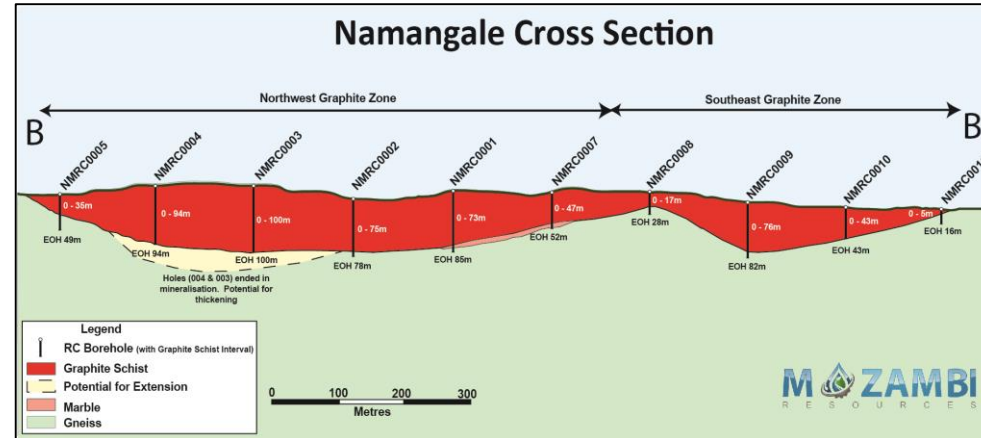 Namangale Cross Section
Northwest Graphite Zone
Southeast Graphite Zone
B
B
NMRC0005
NMRC0004
NMRC0003
NMRC0002
NMRC0001
NMRC0007
NMRC0008
NMRC0009
NMRC0010
NMRC001
0 - 35m
0 - 94m
0 - 100m
0 - 75m
0 - 73m
0 - 47m
0 - 17m
0 - 76m
0 - 43m
0 - 5m
EOH 49m
EOH 94m
EOH 100m
EOH 78m
EOH 85m
EOH 52m
EOH 28m
EOH 82m
EOH 43m
EOH 16m
Holes (004 & 003) ended in
mineralisation. Potential for
thickening
Legend
RC Borehole (with Graphite Schist Interval)
Graphite Schist
Potential for Extension
Marble
Gneiss
0 100 200 300
Metres
MOZAMBI
RESOURCES